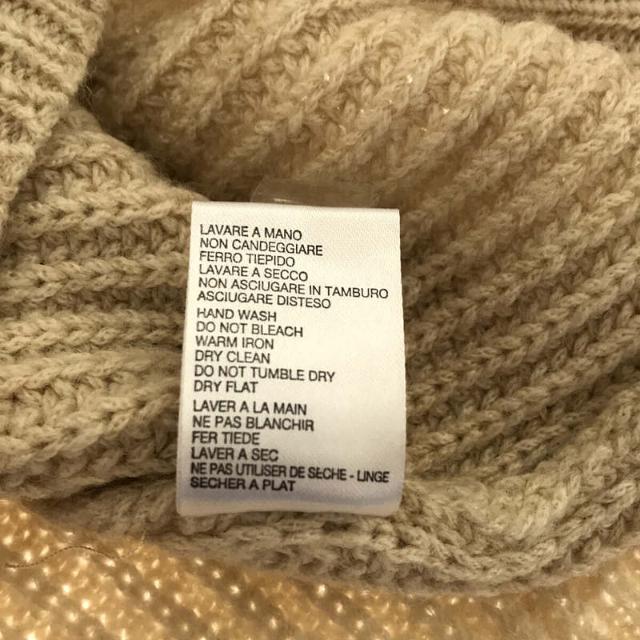 LAVARE A MANO
NON CANDEGGIARE
FERRO TIEPIDO
LAVARE A SECCO
NON ASCIUGARE IN TAMBURO
ASCIUGARE DISTESO
HAND WASH
DO NOT BLEACH
WARM IRON
DRY CLEAN
DO NOT TUMBLE DRY
DRY FLAT
LAVER A LA MAIN
NE PAS BLANCHIR
FER TIEDE
LAVER A SEC
NE PAS UTILISER DE SECHE - LINGE
SECHER A PLAT